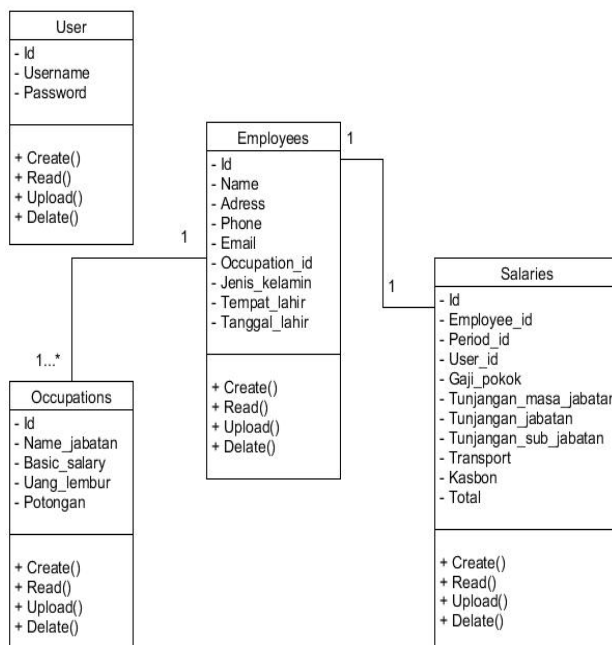 User
- Id
- Username
- Password
+ Create()
+ Read()
+ Upload()
+ Delate()
Employees
- Id
- Name
- Adress
- Phone
- Email
- Occupation_id
- Jenis_kelamin
- Tempat_lahir
- Tanggal_lahir
+ Create()
+ Read()
+ Upload()
+ Delate()
1
1
1
1...*
Occupations
- Id
- Name_jabatan
- Basic_salary
- Uang_lembur
- Potongan
+ Create()
+ Read()
+ Upload()
+ Delate()
Salaries
- Id
- Employee_id
- Period_id
- User_id
- Gaji_pokok
- Tunjangan_masa_jabatan
- Tunjangan_jabatan
- Tunjangan_sub_jabatan
- Transport
- Kasbon
- Total
+ Create()
+ Read()
+ Upload()
+ Delate()